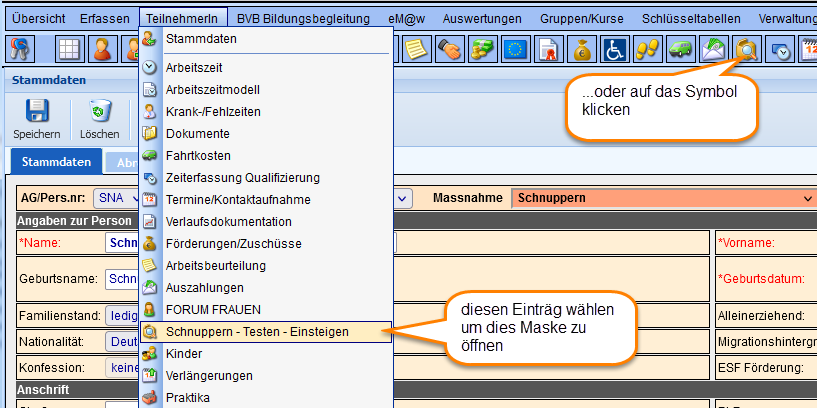 Übersicht Erfassen TeilnehmerIn BVB Bildungsbegleitung eM@w Auswertungen Gruppen/Kurse Schlüsseltabellen Verwaltung
Stammdaten
Arbeitszeit
Arbeitszeitmodell
Krank-/Fehlzeiten
Dokumente
Fahrtkosten
Zeiterfassung Qualifizierung
Termine/Kontaktaufnahme
Verlaufsdokumentation
Förderungen/Zuschüsse
Arbeitsbeurteilung
Auszahlungen
FORUM FRAUEN
Schnuppern - Testen - Einsteigen
Kinder
Verlängerungen
Praktika
...oder auf das Symbol
klicken
diesen Einträg wählen
um dies Maske zu
öffnen
Stammdaten
Speichern Löschen
Stammdaten
AG/Pers.nr: SNA Massnahme Schnuppern
Angaben zur Person
*Name: Schn *Vorname:
Geburtsname: Schn *Geburtsdatum:
Familienstand: ledig Alleinerziehend:
Nationalität: Deut Migrationshintergr
Konfession: keine ESF Förderung:
Anschrift